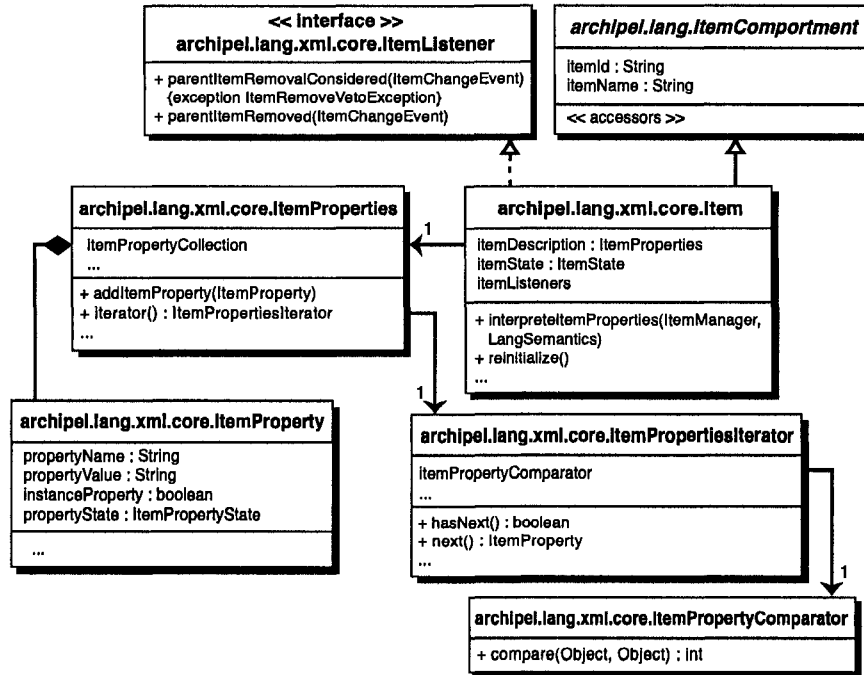 << interface >>
archipel.lang.xml.core.ItemListener
+ parentItemRemovalConsidered(ItemChangeEvent)
{exception ItemRemoveVetoException}
+ parentItemRemoved(ItemChangeEvent)
archipel.lang.ItemComportment
itemId : String
itemName : String
<< accessors >>
archipel.lang.xml.core.ItemProperties
ItemPropertyCollection
...
+ addItemProperty(ItemProperty)
+ iterator() : ItemPropertiesIterator
...
1
archipel.lang.xml.core.Item
itemDescription : ItemProperties
itemState : ItemState
itemListeners
+ interpreteItemProperties(ItemManager,
LangSemantics)
+ reinitialize()
...
1
archipel.lang.xml.core.ItemProperty
propertyName : String
propertyValue : String
instanceProperty : boolean
propertyState : ItemPropertyState
...
archipel.lang.xml.core.ItemPropertiesIterator
itemPropertyComparator
...
+ hasNext() : boolean
+ next() : ItemProperty
...
1
archipel.lang.xml.core.ItemPropertyComparator
+ compare(Object, Object) : int